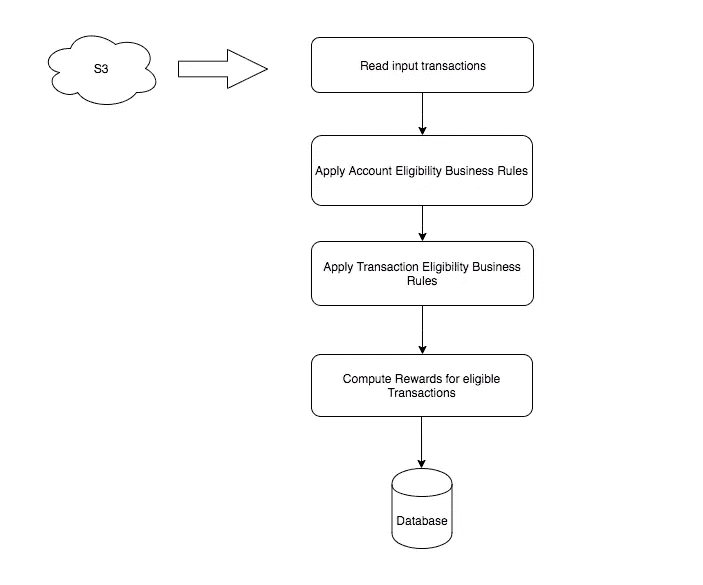 S3
Read input transactions
Apply Account Eligibility Business Rules
Apply Transaction Eligibility Business
Rules
Compute Rewards for eligible
Transactions
Database